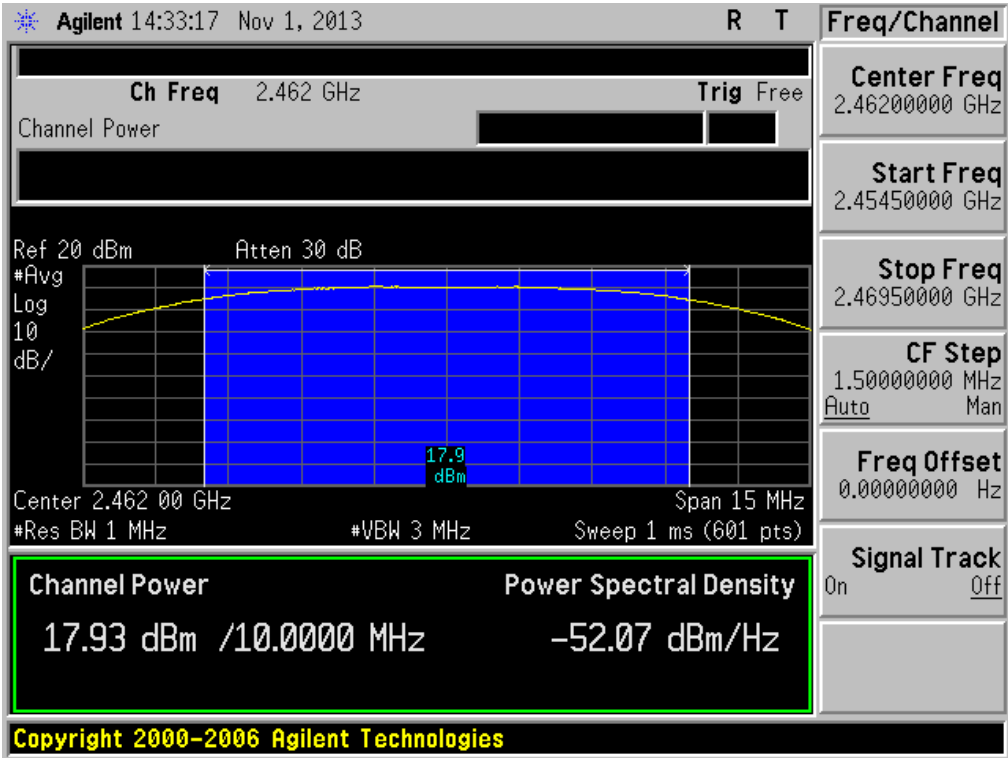 Agilent 14:33:17 Nov 1, 2013 R T
Freq/Channel
Ch Freq 2.462 GHz Trig Free
Channel Power
Center Freq
2.46200000 GHz
Start Freq
2.45450000 GHz
Stop Freq
2.46950000 GHz
CF Step
1.50000000 MHz
Auto Man
Freq Offset
0.00000000 Hz
Signal Track
On Off
Ref 20 dBm Atten 30 dB
#Avg
Log
10
dB/
17.9
dBm
Center 2.462 00 GHz Span 15 MHz
#Res BW 1 MHz #VBW 3 MHz Sweep 1 ms (601 pts)
Channel Power Power Spectral Density
17.93 dBm /10.0000 MHz -52.07 dBm/Hz
Copyright 2000-2006 Agilent Technologies